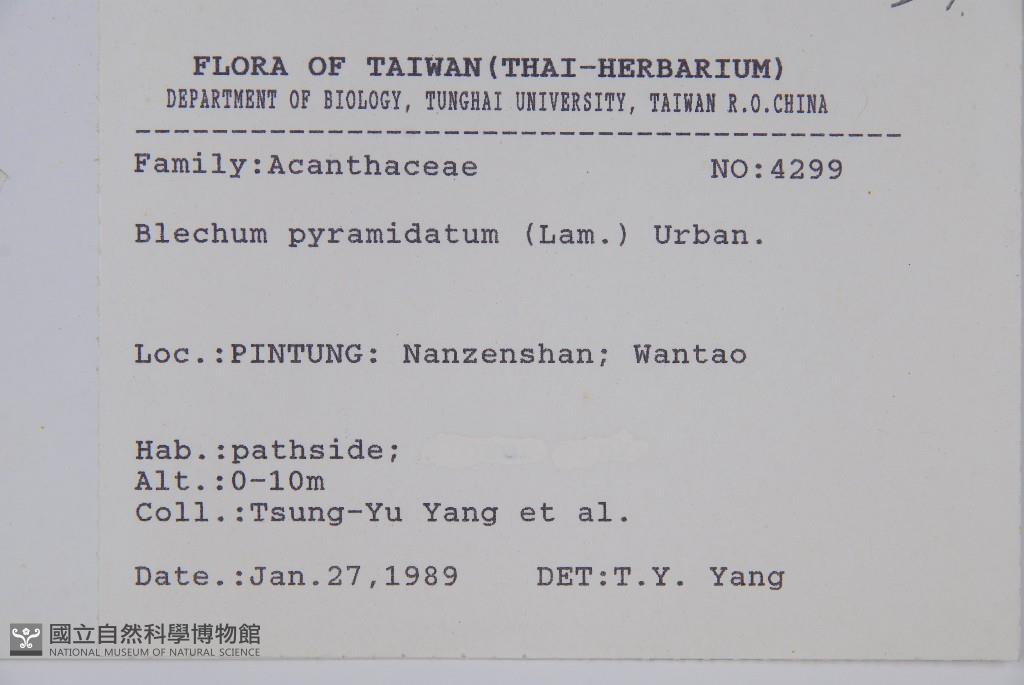 FLORA OF TAIWAN(THAI-HERBARIUM)
DEPARTMENT OF BIOLOGY, TUNGHAI UNIVERSITY, TAIWAN R.O.CHINA
----------------------------------------
Family:Acanthaceae NO:4299
Blechum pyramidatum (Lam.) Urban.
Loc.:PINTUNG: Nanzenshan; Wantao
Hab.:pathside;
Alt.:0-10m
Coll.:Tsung-Yu Yang et al.
Date.:Jan.27,1989 DET:T.Y. Yang
國立自然科學博物館
NATIONAL MUSEUM OF NATURAL SCIENCE